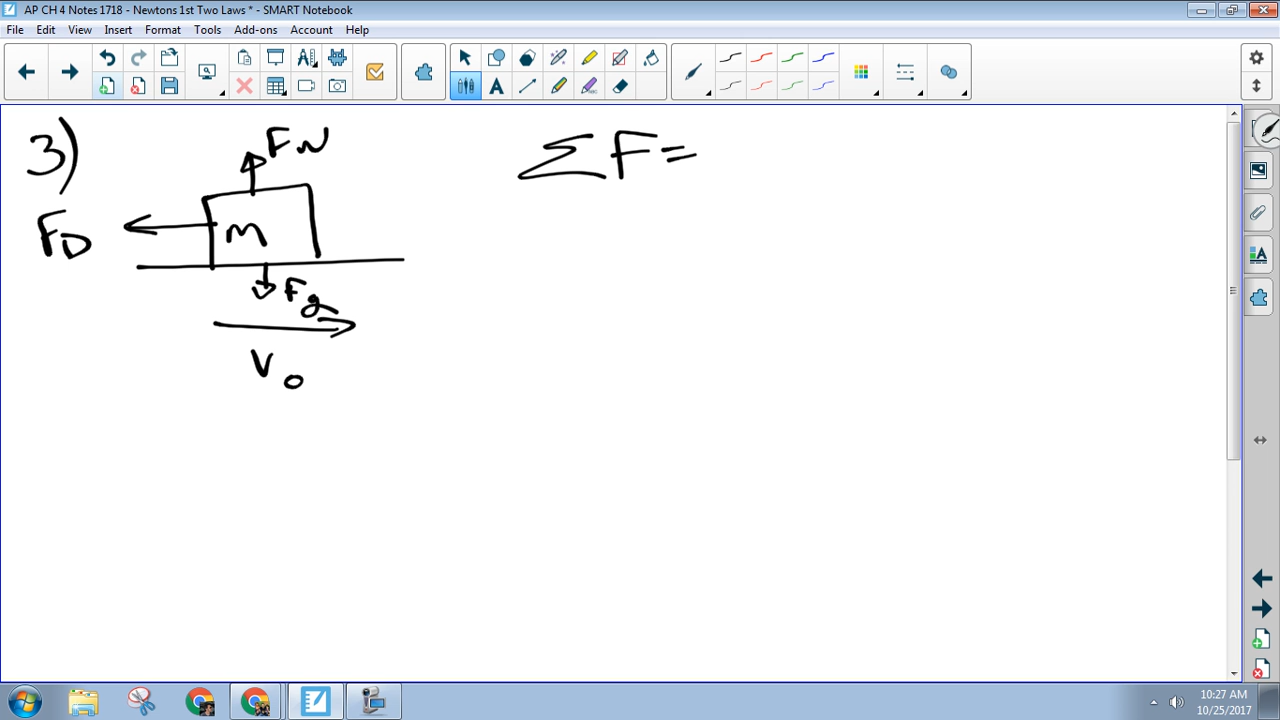 AP CH 4 Notes 1718 - Newtons 1st Two Laws * - SMART Notebook
File Edit View Insert Format Tools Add-ons Account Help
3)
FN
ΣF=
FD
m
Fg
V0
10:27 AM
10/25/2017